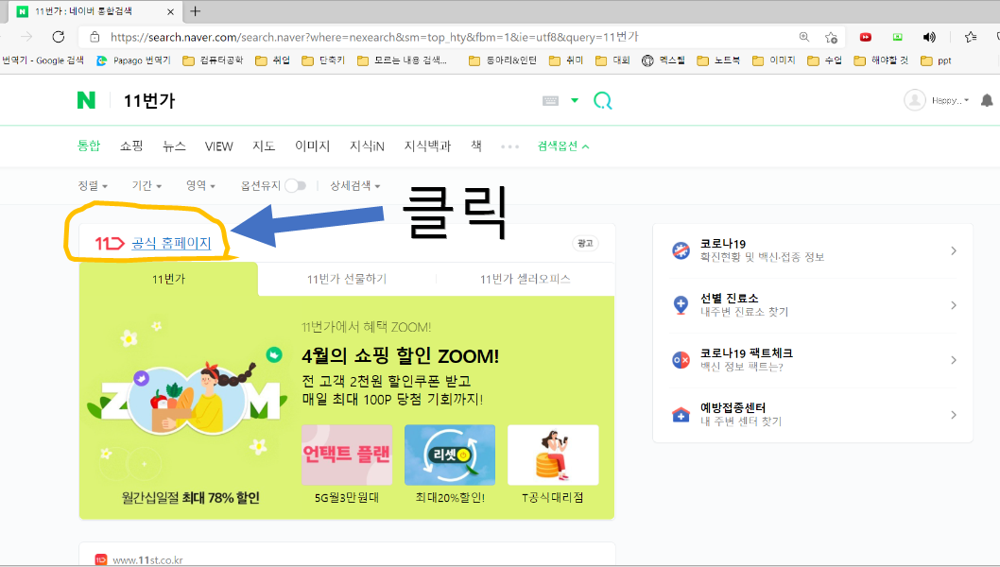 11번가 : 네이버 통합검색
https://search.naver.com/search.naver?where=nexearch&sm=top_hty&fbm=1&ie=utf8&query=11번가
번역기 - Google 검색 Papago 번역기 컴퓨터공학 취업 단축키 모르는 내용 검색... 동아리&인턴 취미 대회 멱스웰 노트북 이미지 수업 해야할 것 ppt
N 11번가
Happy..
통합 쇼핑 뉴스 VIEW 지도 이미지 지식iN 지식백과 책 검색옵션
정렬 기간 영역 옵션유지 상세검색
클릭
11 공식 홈페이지
광고
11번가 11번가 선물하기 11번가 셀러오피스
11번가에서 혜택 ZOOM!
4월의 쇼핑 할인 ZOOM!
전 고객 2천원 할인쿠폰 받고
매일 최대 100P 당첨 기회까지!
ZOOM
월간십일절 최대 78% 할인
언택트 플랜
5G월3만원대
리셋
최대20%할인!
T공식대리점
www.11st.co.kr
코로나19
확진현황 및 백신·접종 정보
선별 진료소
내주변 진료소 찾기
코로나19 팩트체크
백신 정보 팩트는?
예방접종센터
내 주변 센터 찾기